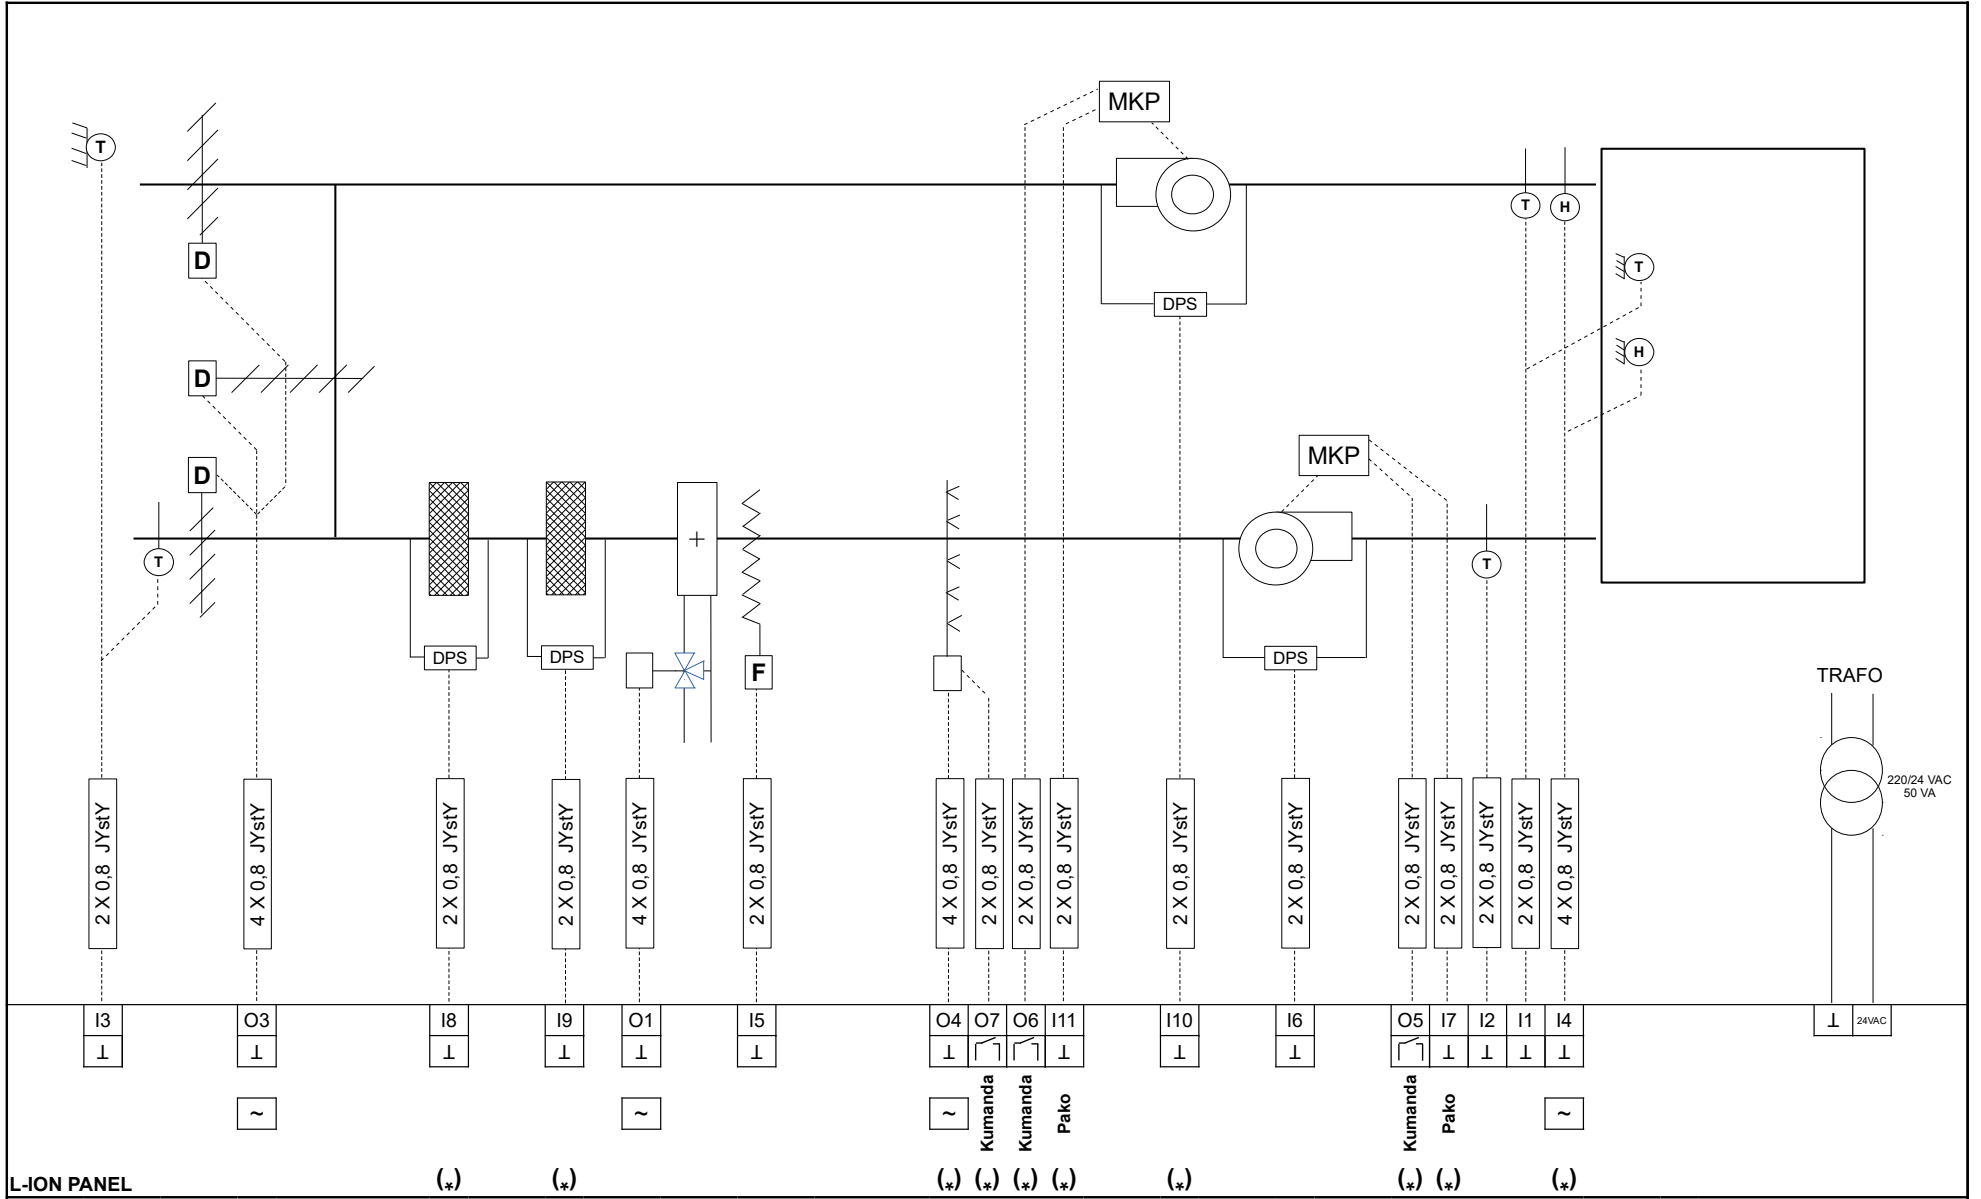 MKP
T
T
H
D
T
DPS
H
D
MKP
D
+
T
T
DPS
DPS
DPS
F
TRAFO
220/24 VAC
50 VA
2 X 0,8 JYstY
4 X 0,8 JYstY
2 X 0,8 JYstY
2 X 0,8 JYstY
4 X 0,8 JYstY
2 X 0,8 JYstY
4 X 0,8 JYstY
2 X 0,8 JYstY
2 X 0,8 JYstY
2 X 0,8 JYstY
2 X 0,8 JYstY
2 X 0,8 JYstY
2 X 0,8 JYstY
2 X 0,8 JYstY
2 X 0,8 JYstY
2 X 0,8 JYstY
4 X 0,8 JYstY
I3 O3 I8 I9 O1 I5 O4 O7 O6 I11 I10 I6 O5 I7 I2 I1 I4 ⊥ 24VAC
⊥ ⊥ ⊥ ⊥ ⊥ ⊥ ⊥ ⊥ ⊥ ⊥ ⊥ ⊥ ⊥ ⊥
~ ~ ~ ~
Kumanda
Kumanda
Pako
Kumanda
Pako
L-ION PANEL (*) (*) (*) (*) (*) (*) (*) (*) (*) (*)